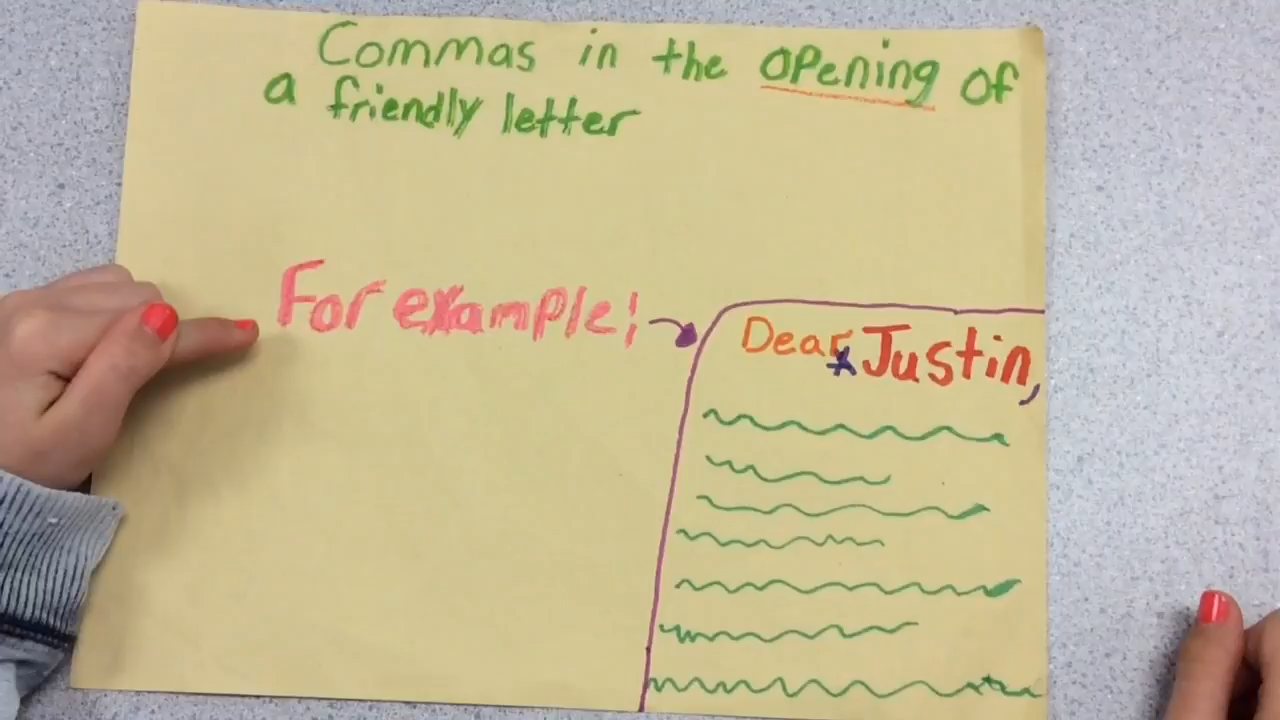 Commas in the opening of
a friendly letter
For example:
Dear Justin,